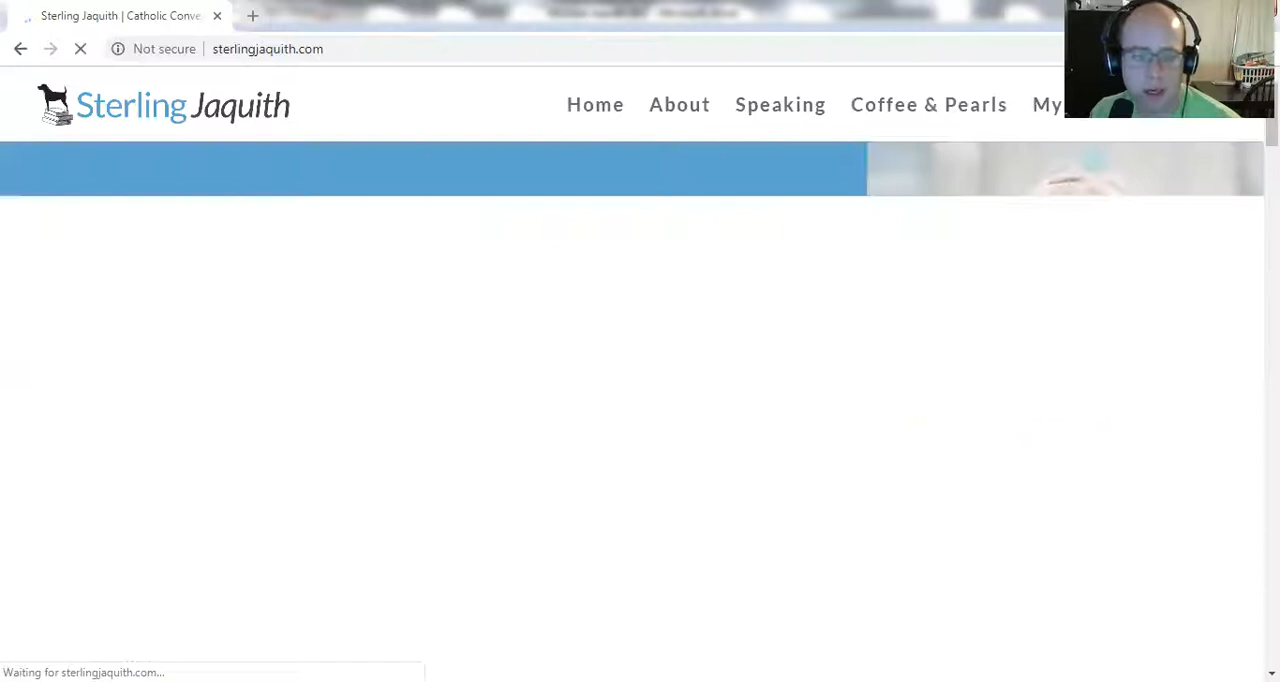 Sterling Jaquith | Catholic Conve
Not secure | sterlingjaquith.com
Sterling Jaquith
Home About Speaking Coffee & Pearls My
Waiting for sterlingjaquith.com...